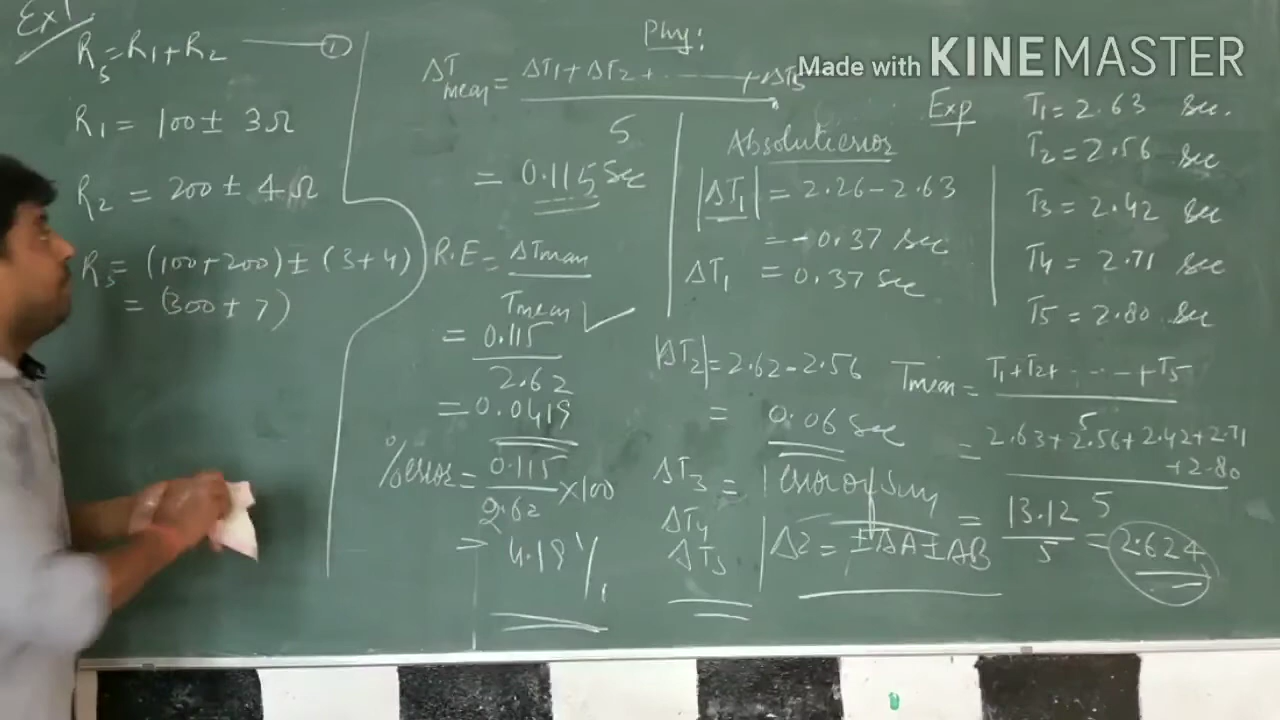 Ex 1.
Rs = R1 + R2 ——— ①
R1 = 100 ± 3Ω
R2 = 200 ± 4Ω
Rs = (100+200) ± (3+4)
= (300 ± 7)
Phy:
ΔTmean = ΔT1 + ΔT2 + ........ + ΔT5
5
= 0.115 Sec
R.E = ΔTmean
Tmean ✓
= 0.115
2.62
= 0.0419
% error = 0.115 × 100
2.62
= 4.19 %
Absolute error
|ΔT1| = 2.26 - 2.63
= -0.37 sec
ΔT1 = 0.37 sec
|ΔT2| = 2.62 - 2.56
= 0.06 sec
ΔT3 =
ΔT4
ΔT5
error of Sum
ΔZ = ±ΔA ± ΔB
Made with KINEMASTER
Exp T1 = 2.63 sec.
T2 = 2.56 sec
T3 = 2.42 sec
T4 = 2.71 sec
T5 = 2.80 sec
Tmean = T1 + T2 + ...... + T5
5
= 2.63 + 2.56 + 2.42 + 2.71
+ 2.80
5
= 13.12
5
= 2.624